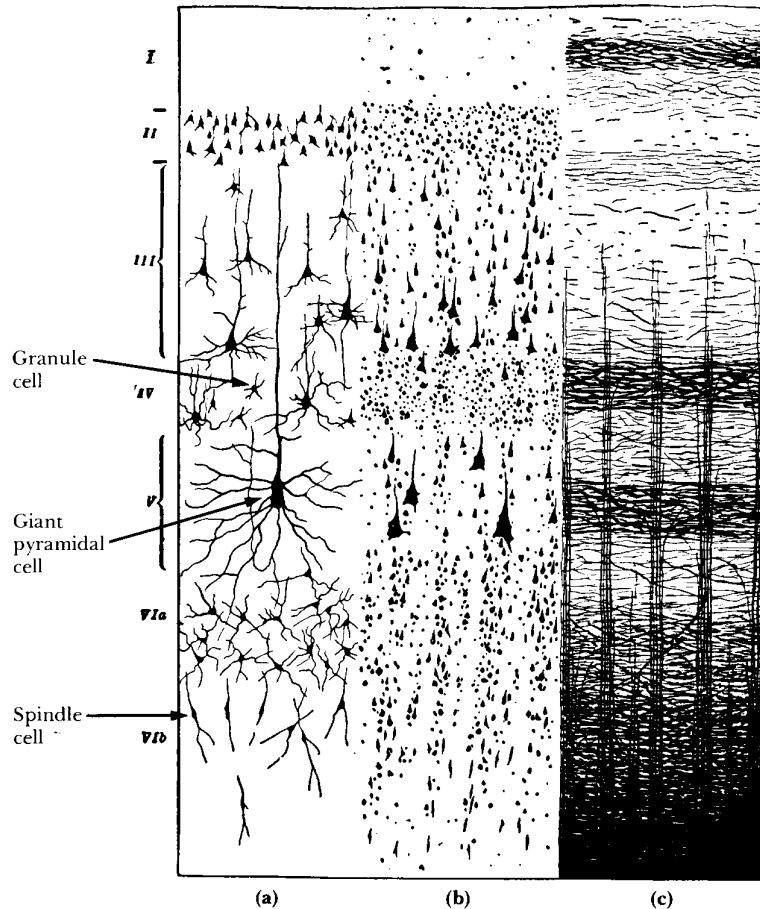 I
II
III
Granule
cell
IV
V
Giant
pyramidal
cell
VIa
Spindle
cell
VIb
(a)
(b)
(c)